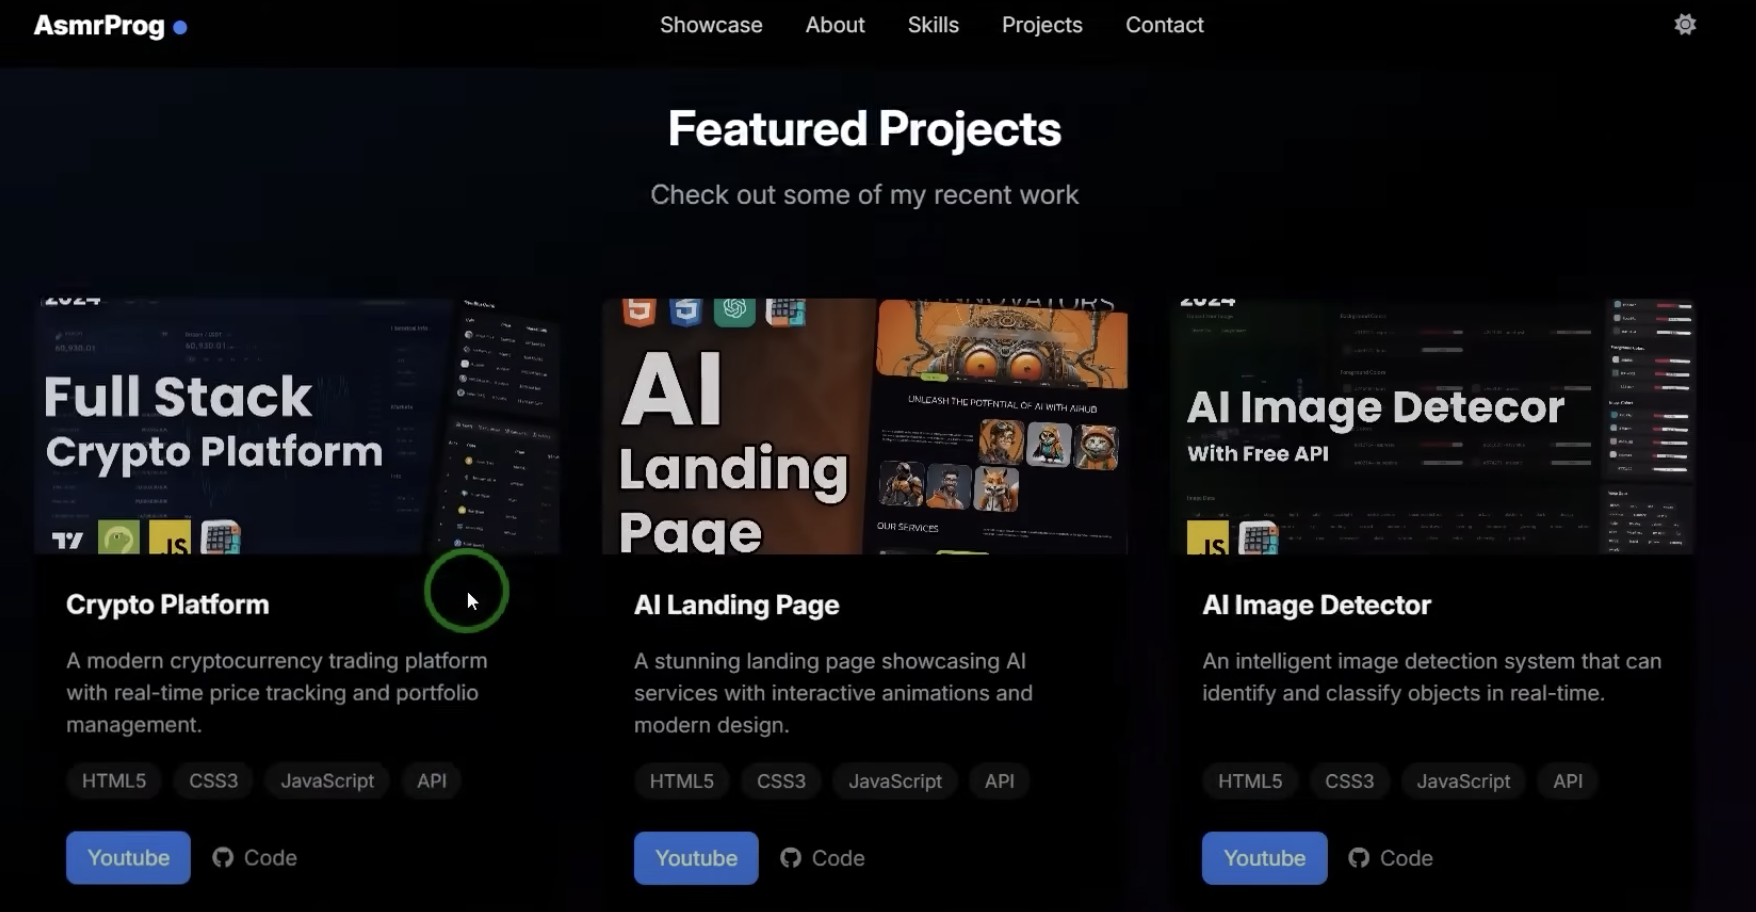 AsmrProg
Showcase
About
Skills
Projects
Contact
Featured Projects
Check out some of my recent work
2024
Full Stack
Crypto Platform
JS
AI
Landing
Page
UNLEASH THE POTENTIAL OF AI WITH AIHUB
OUR SERVICES
2024
AI Image Detecor
With Free API
JS
Crypto Platform
A modern cryptocurrency trading platform
with real-time price tracking and portfolio
management.
HTML5
CSS3
JavaScript
API
Youtube
Code
AI Landing Page
A stunning landing page showcasing AI
services with interactive animations and
modern design.
HTML5
CSS3
JavaScript
API
Youtube
Code
AI Image Detector
An intelligent image detection system that can
identify and classify objects in real-time.
HTML5
CSS3
JavaScript
API
Youtube
Code